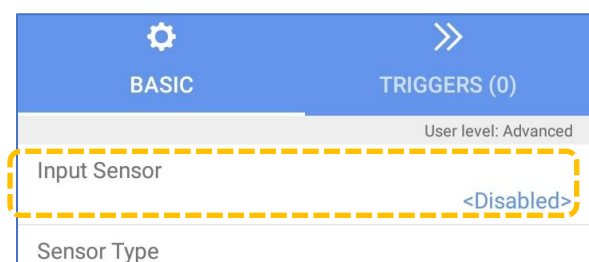 BASIC
TRIGGERS (0)
User level: Advanced
Input Sensor
<Disabled>
Sensor Type